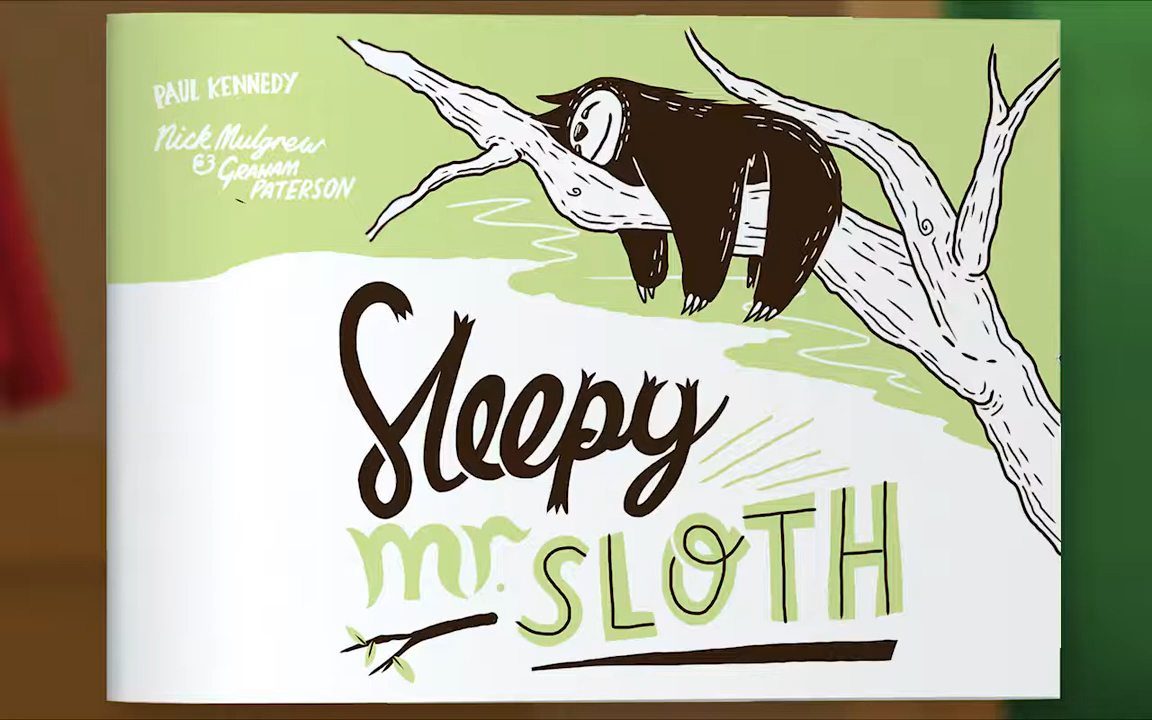 PAUL KENNEDY
Nick Mulgrew
& GRAHAM
PATERSON
Sleepy
mr. SLOTH